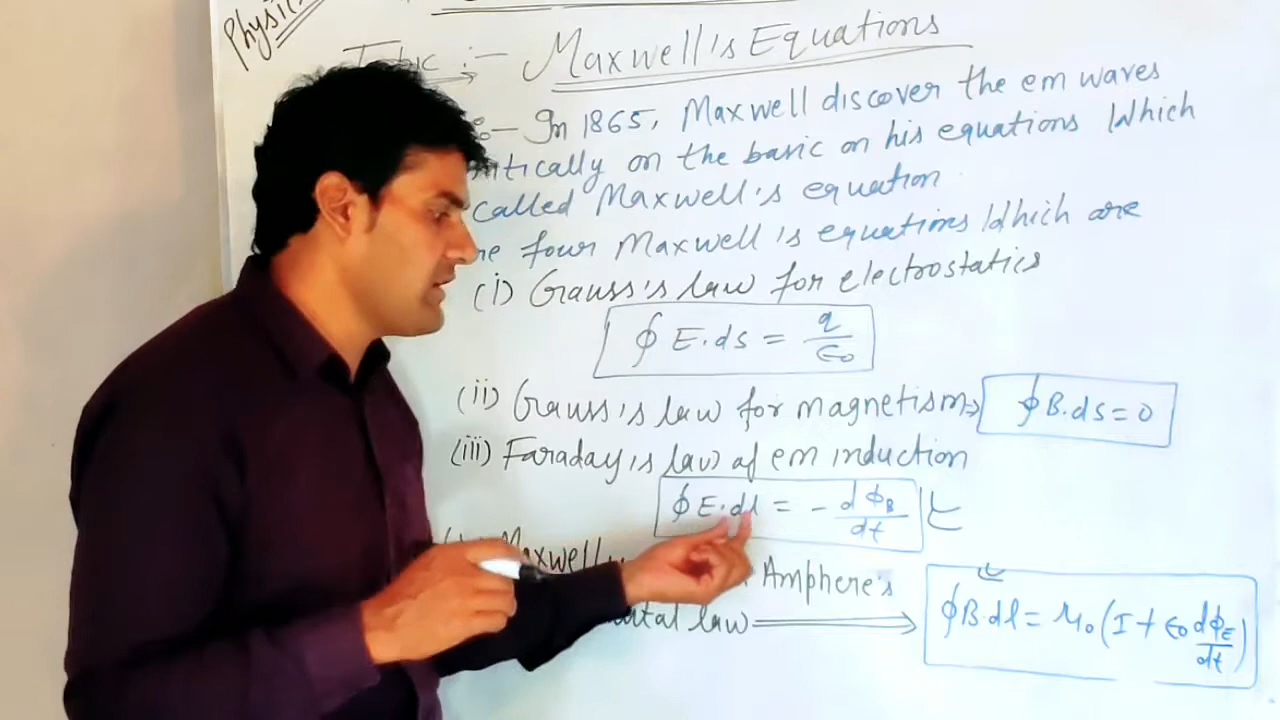 Physics
Topic :- Maxwell's Equations
In 1865, Maxwell discover the em waves
on the basic on his equations Which
called Maxwell's equation.
four Maxwell's equations Which are
(i) Gauss's law for electrostatics
∮ E.ds = q/ϵ0
(ii) Gauss's law for magnetism → ∮ B.ds = 0
(iii) Faraday's law of em induction
∮ E.dl = - dϕB/dt
Maxwell Amphere's
law ⟹ ∮ B.dl = μ0 (I + ϵ0 dϕE/dt)